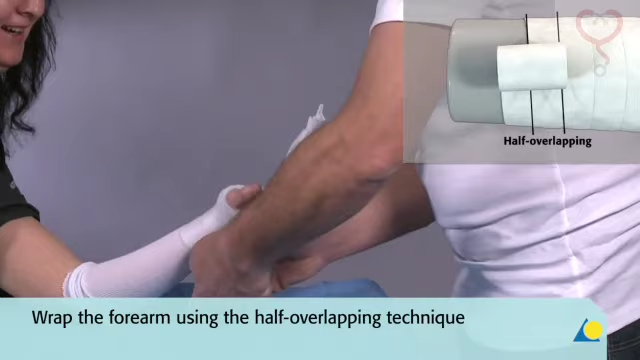 Half-overlapping
Wrap the forearm using the half-overlapping technique